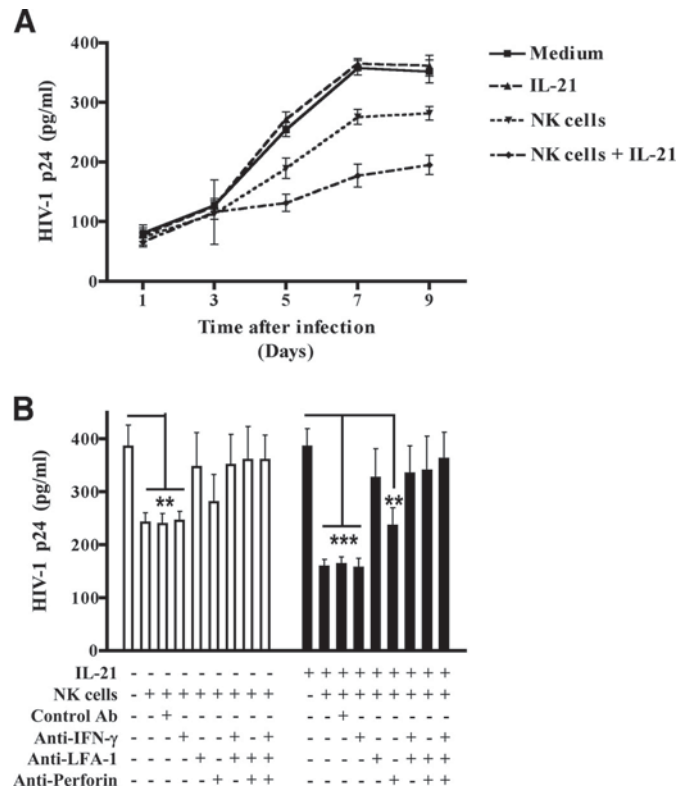 A
400
300
200
100
0
HIV-1 p24 (pg/ml)
1 3 5 7 9
Time after infection
(Days)
Medium
IL-21
NK cells
NK cells + IL-21
B
400
300
200
100
0
HIV-1 p24 (pg/ml)
**
***
**
IL-21 - - - - - - - - - + + + + + + + + +
NK cells - + + + + + + + + - + + + + + + + +
Control Ab - - + - - - - - - - - + - - - - - -
Anti-IFN-γ - - - + - - + - + - - - + - - + - +
Anti-LFA-1 - - - - + - + + + - - - - + - + + +
Anti-Perforin - - - - - + - + + - - - - - + - + +